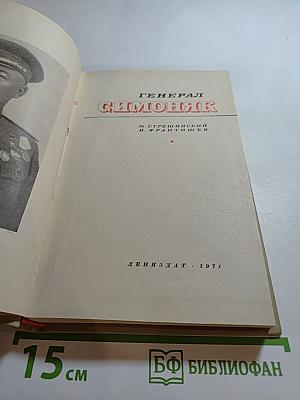 ГЕНЕРАЛ
СИМОНЯК
М. СТРЕШИНСКИЙ
И. ФРАНТИШЕВ
ЛЕНИЗДАТ · 1971
15 см
БФ БИБЛИОФАН